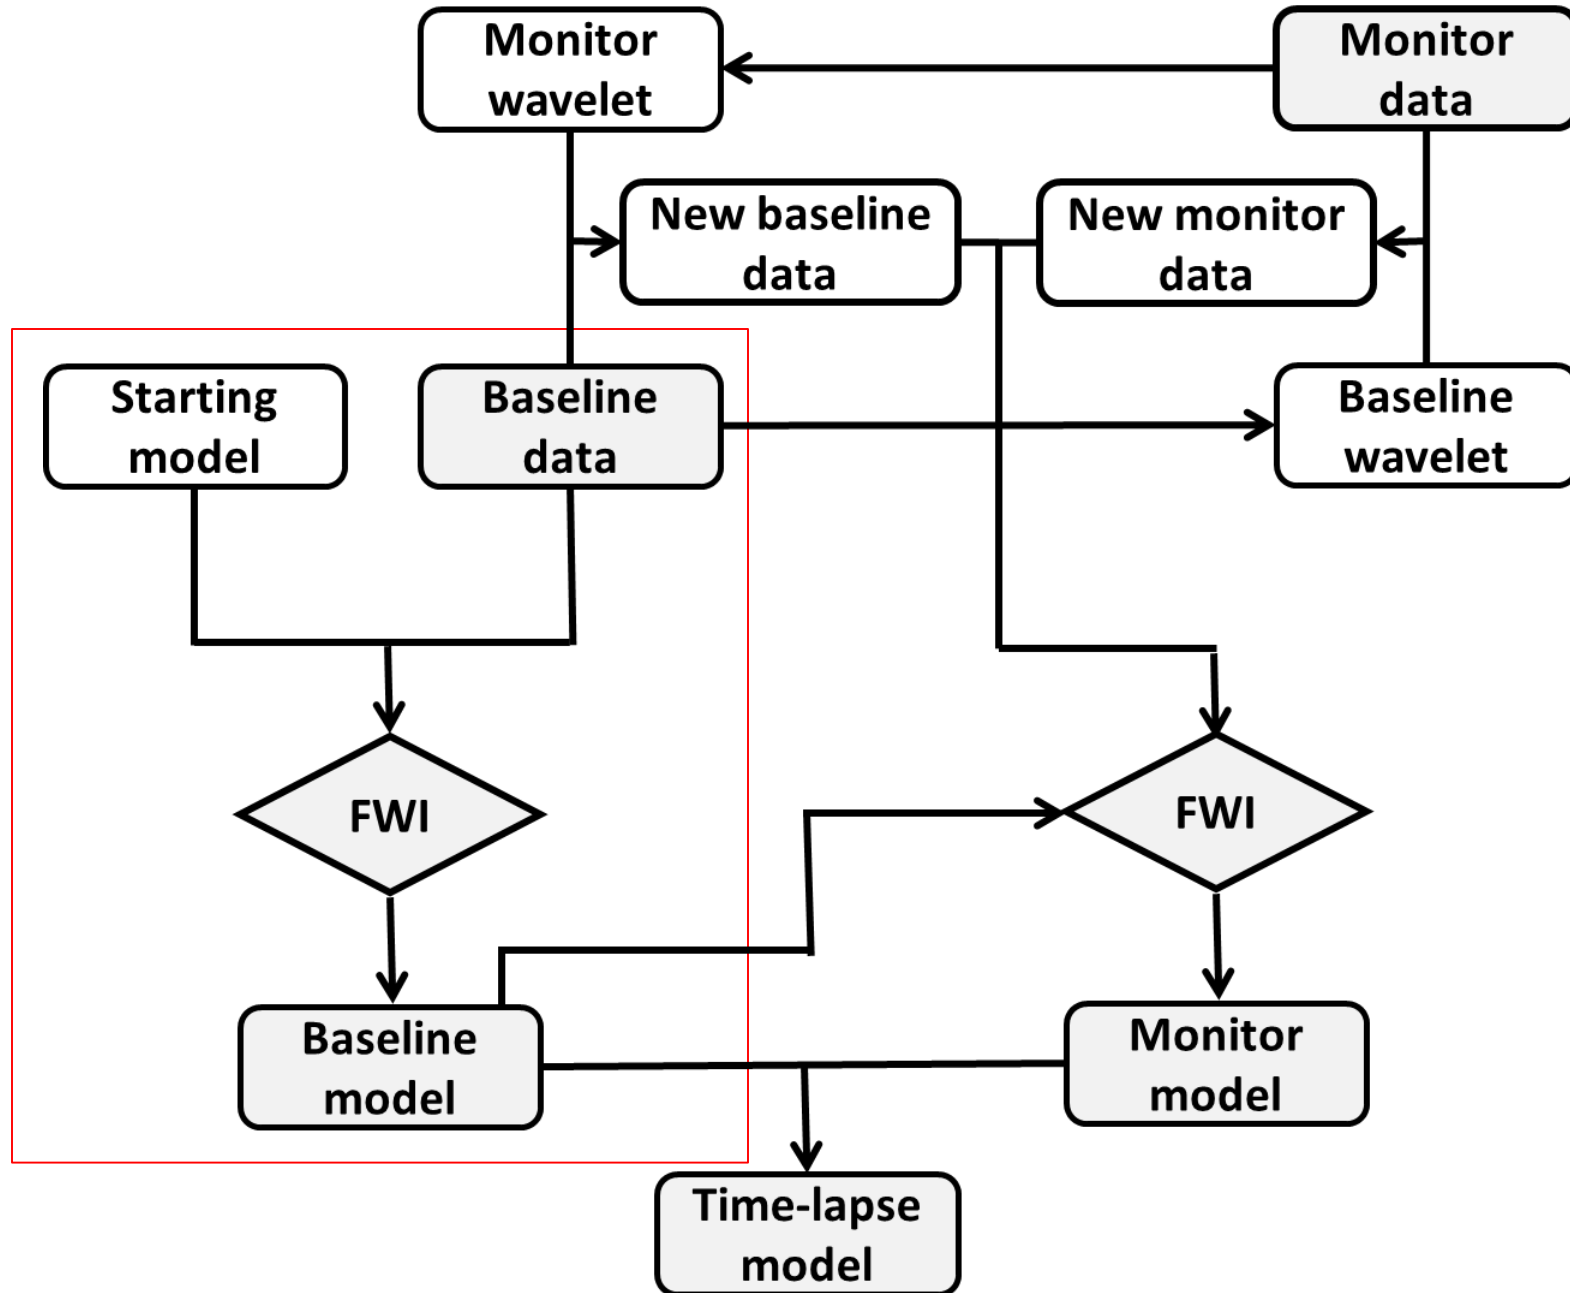 Monitor
wavelet
Monitor
data
New baseline
data
New monitor
data
Starting
model
Baseline
data
Baseline
wavelet
FWI
FWI
Baseline
model
Monitor
model
Time-lapse
model